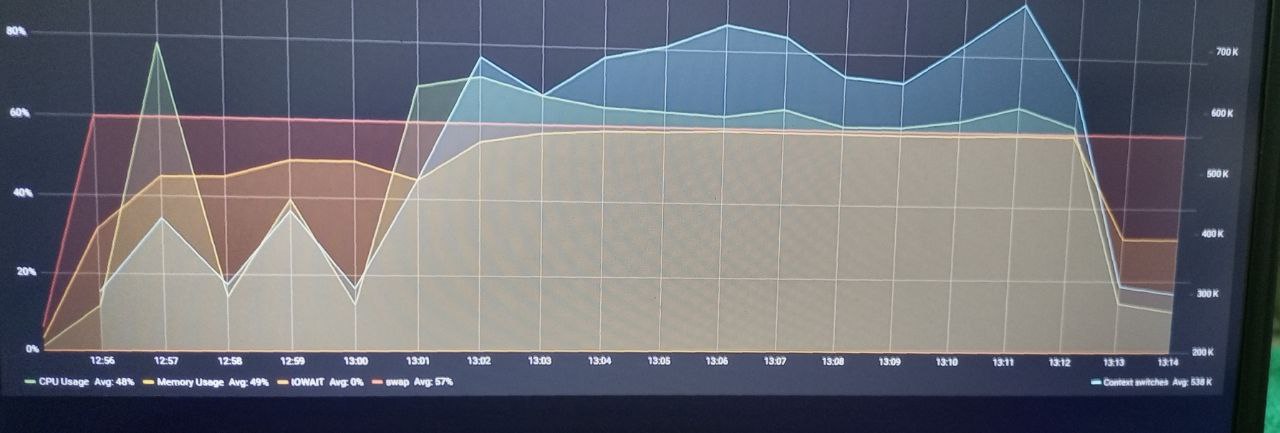 80%
700 K
60%
600 K
500 K
40%
400 K
20%
300 K
0%
200 K
12:56 12:57 12:58 12:59 13:00 13:01 13:02 13:03 13:04 13:05 13:06 13:07 13:08 13:09 13:10 13:11 13:12 13:13 13:14
CPU Usage Avg: 48% Memory Usage Avg: 49% IOWAIT Avg: 0% swap Avg: 57% Context switches Avg: 538 K